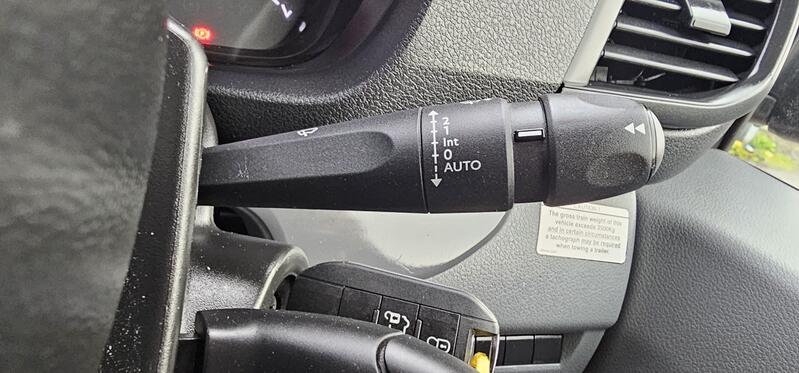 2
1
Int
0
AUTO
The gross train weight of this
vehicle exceeds 3500Kg
and in certain circumstances
a tachograph may be required
when towing a trailer.